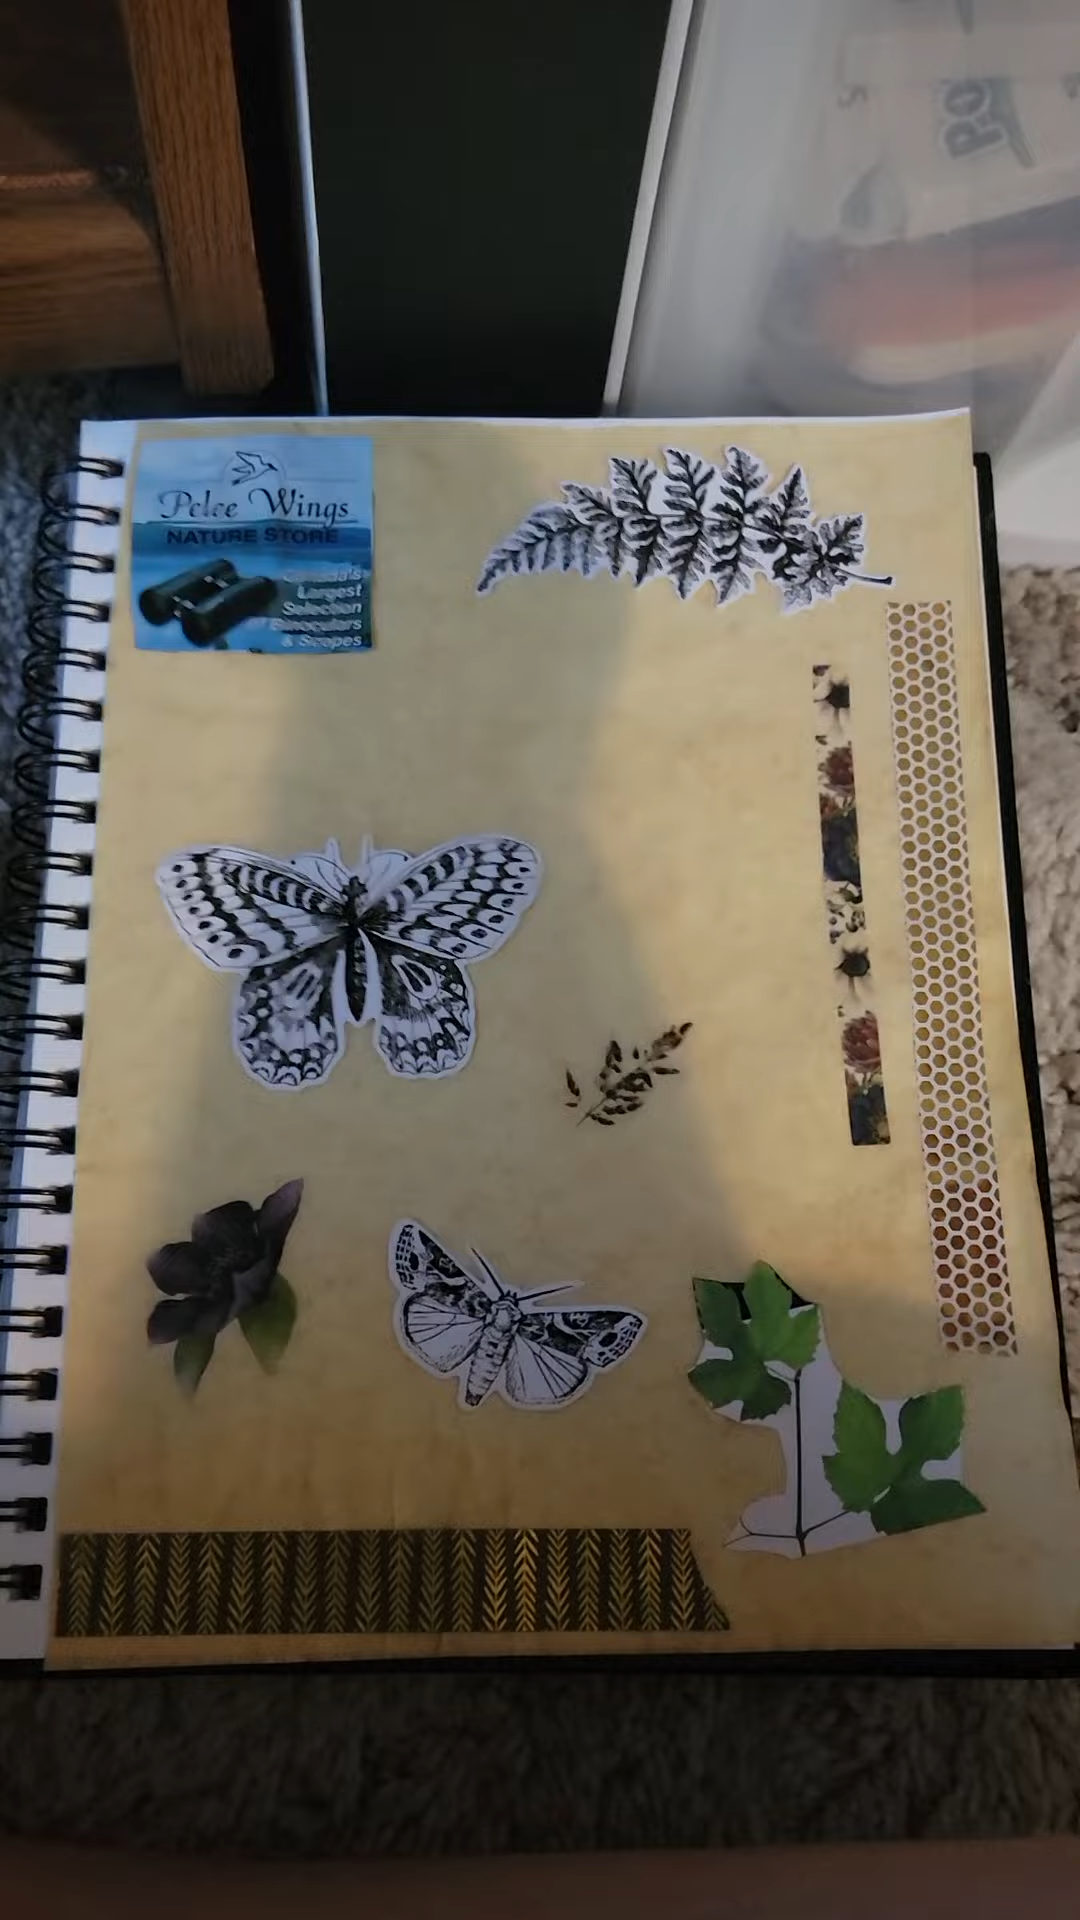 Pelee Wings
NATURE STORE
Canada's
Largest
Selection
Binoculars
& Scopes